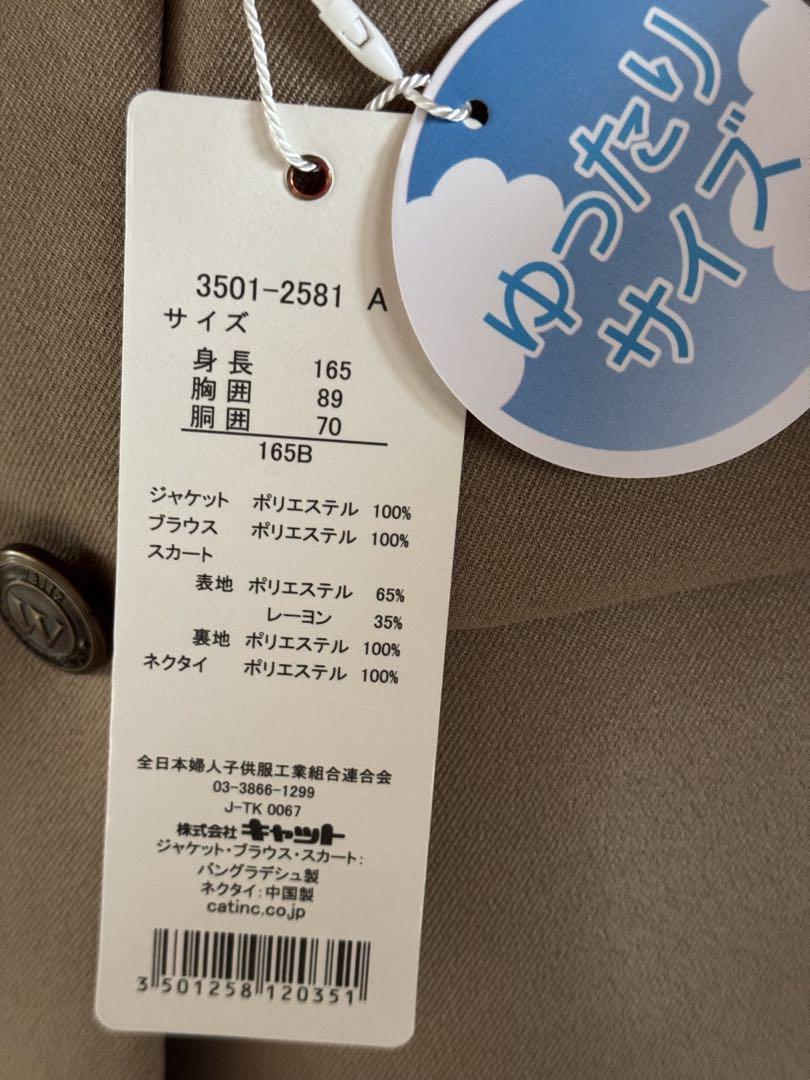 ゆったり
サイズ
3501-2581 A
サイズ
身長 165
胸囲 89
胴囲 70
165B
ジャケット ポリエステル 100%
ブラウス ポリエステル 100%
スカート
表地 ポリエステル 65%
レーヨン 35%
裏地 ポリエステル 100%
ネクタイ ポリエステル 100%
全日本婦人子供服工業組合連合会
03-3866-1299
J-TK 0067
株式会社 キャット
ジャケット・ブラウス・スカート:
バングラデシュ製
ネクタイ:中国製
catinc.co.jp
3 501258 120351
W